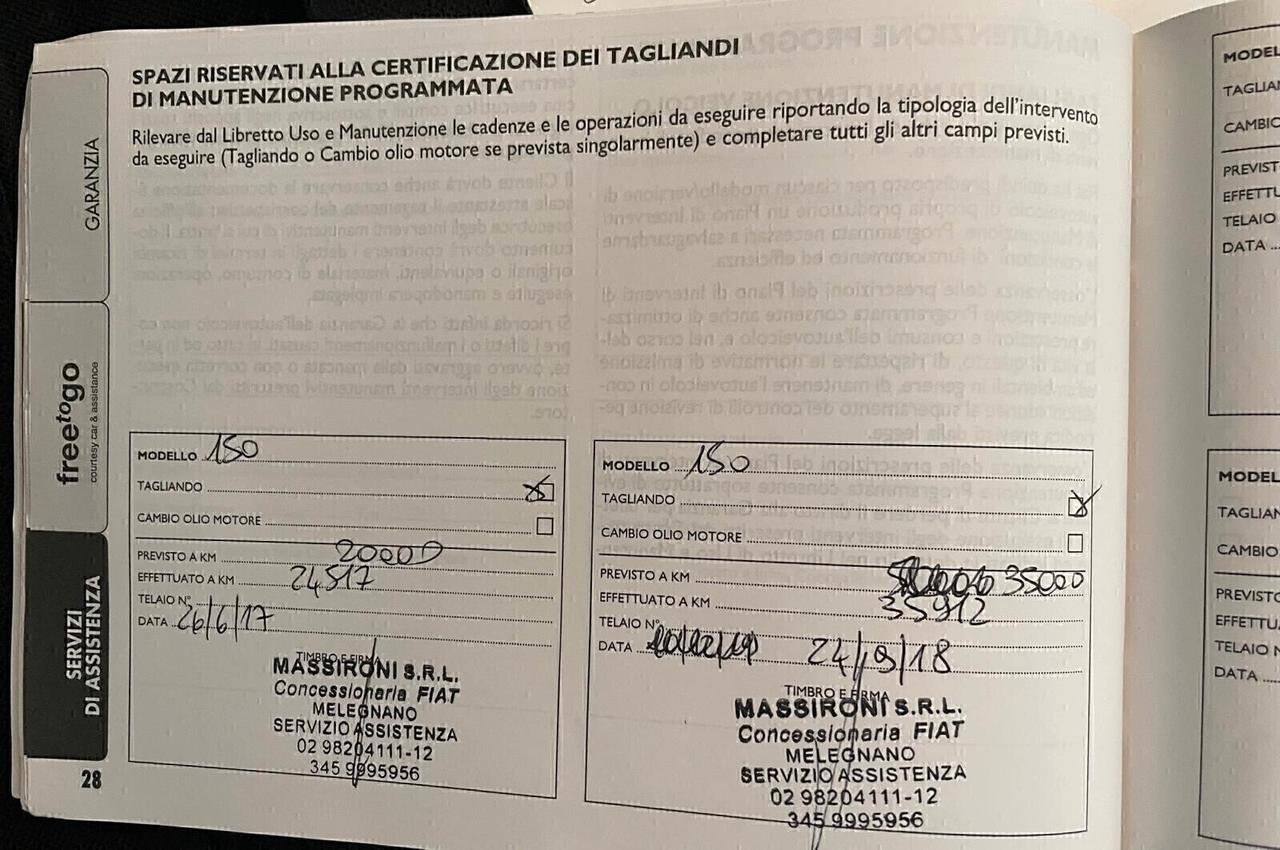 SPAZI RISERVATI ALLA CERTIFICAZIONE DEI TAGLIANDI
DI MANUTENZIONE PROGRAMMATA
Rilevare dal Libretto Uso e Manutenzione le cadenze e le operazioni da eseguire riportando la tipologia dell'intervento
da eseguire (Tagliando o Cambio olio motore se prevista singolarmente) e completare tutti gli altri campi previsti.
GARANZIA
freetogo
courtesy car & assistance
SERVIZI
DI ASSISTENZA
28
MODELLO 150
TAGLIANDO
CAMBIO OLIO MOTORE
PREVISTO A KM 20000
EFFETTUATO A KM 24517
TELAIO N°
DATA 26/6/17
TIMBRO E FIRMA
MASSIRONI S.R.L.
Concessionaria FIAT
MELEGNANO
SERVIZIO ASSISTENZA
02 98204111-12
345 9995956
MODELLO 150
TAGLIANDO
CAMBIO OLIO MOTORE
PREVISTO A KM 35000
EFFETTUATO A KM 35912
TELAIO N°
DATA 24/9/18
TIMBRO E FIRMA
MASSIRONI S.R.L.
Concessionaria FIAT
MELEGNANO
SERVIZIO ASSISTENZA
02 98204111-12
345 9995956
MODEL
TAGLIA
CAMBIO
PREVIST
EFFETTU
TELAIO
DATA
MODEL
TAGLIAN
CAMBIO
PREVISTO
EFFETTUA
TELAIO N
DATA